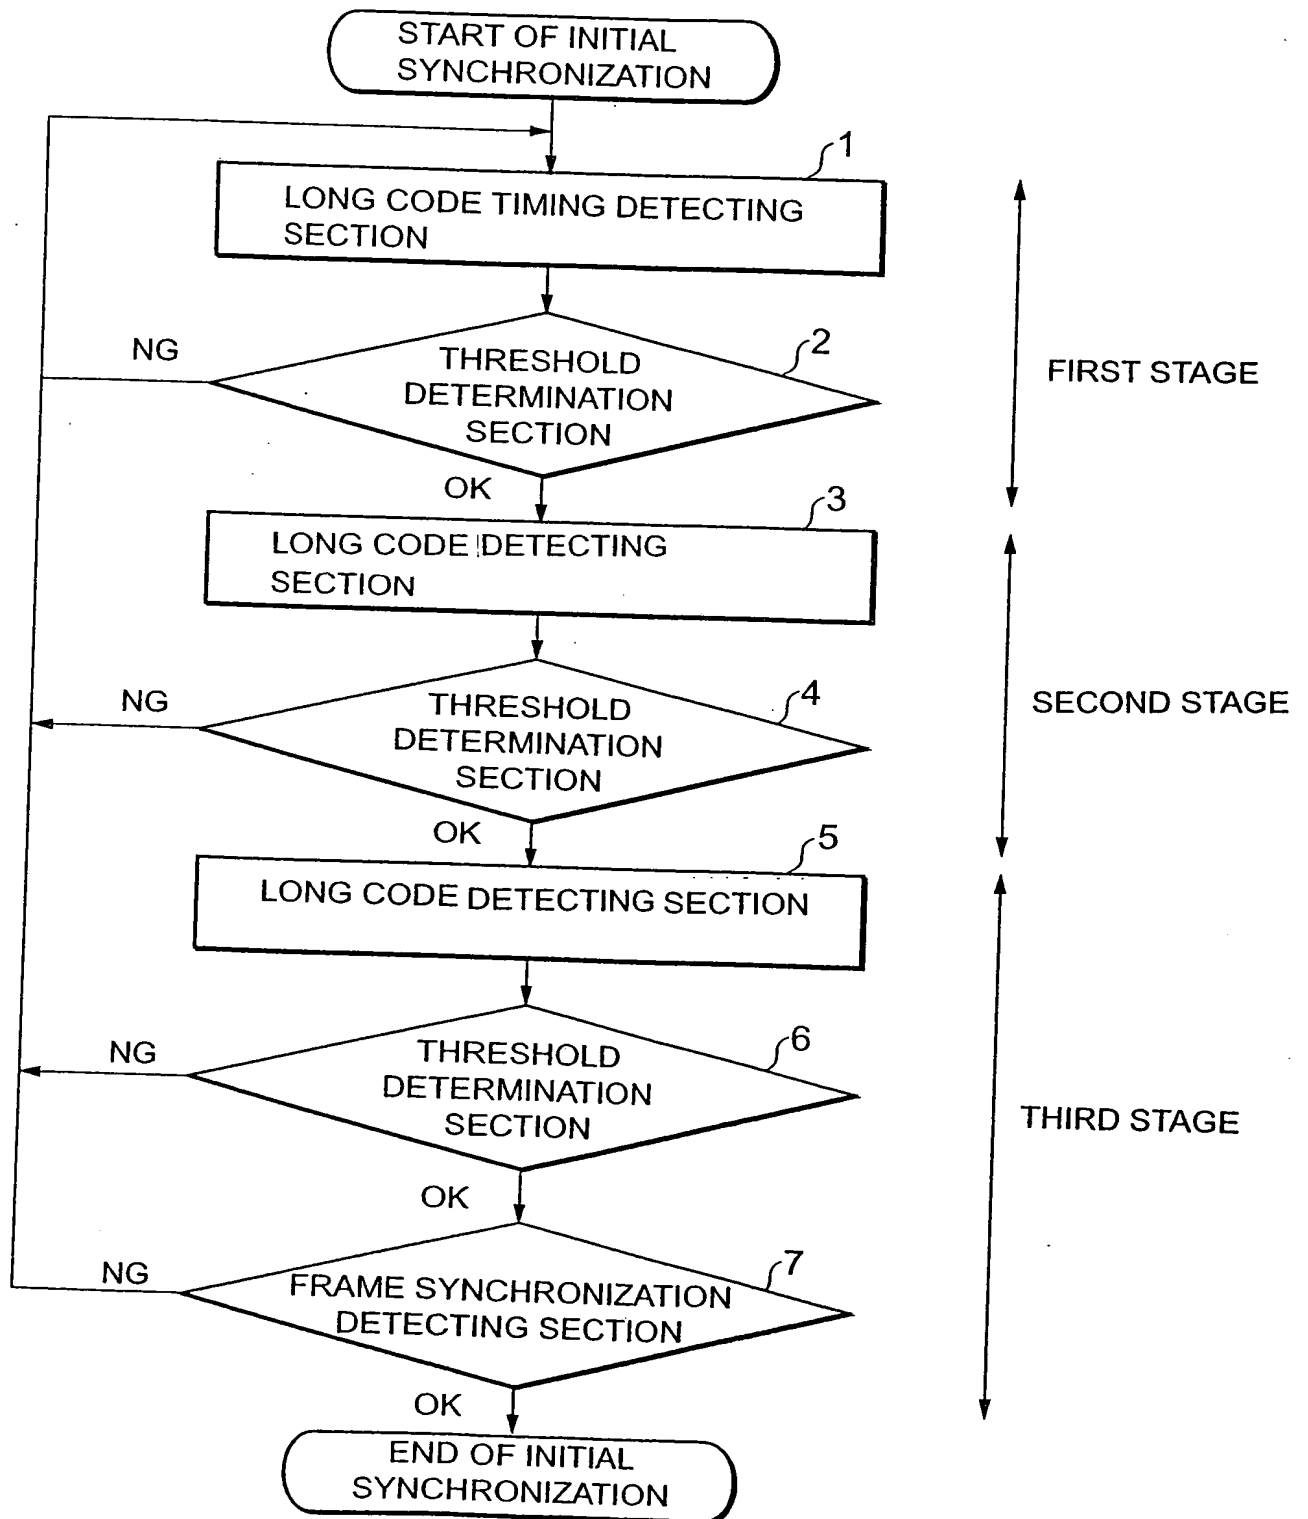 START OF INITIAL
SYNCHRONIZATION
1
LONG CODE TIMING DETECTING
SECTION
NG
2
THRESHOLD
DETERMINATION
SECTION
FIRST STAGE
OK
3
LONG CODE DETECTING
SECTION
NG
4
THRESHOLD
DETERMINATION
SECTION
SECOND STAGE
OK
5
LONG CODE DETECTING SECTION
NG
6
THRESHOLD
DETERMINATION
SECTION
THIRD STAGE
OK
NG
7
FRAME SYNCHRONIZATION
DETECTING SECTION
OK
END OF INITIAL
SYNCHRONIZATION